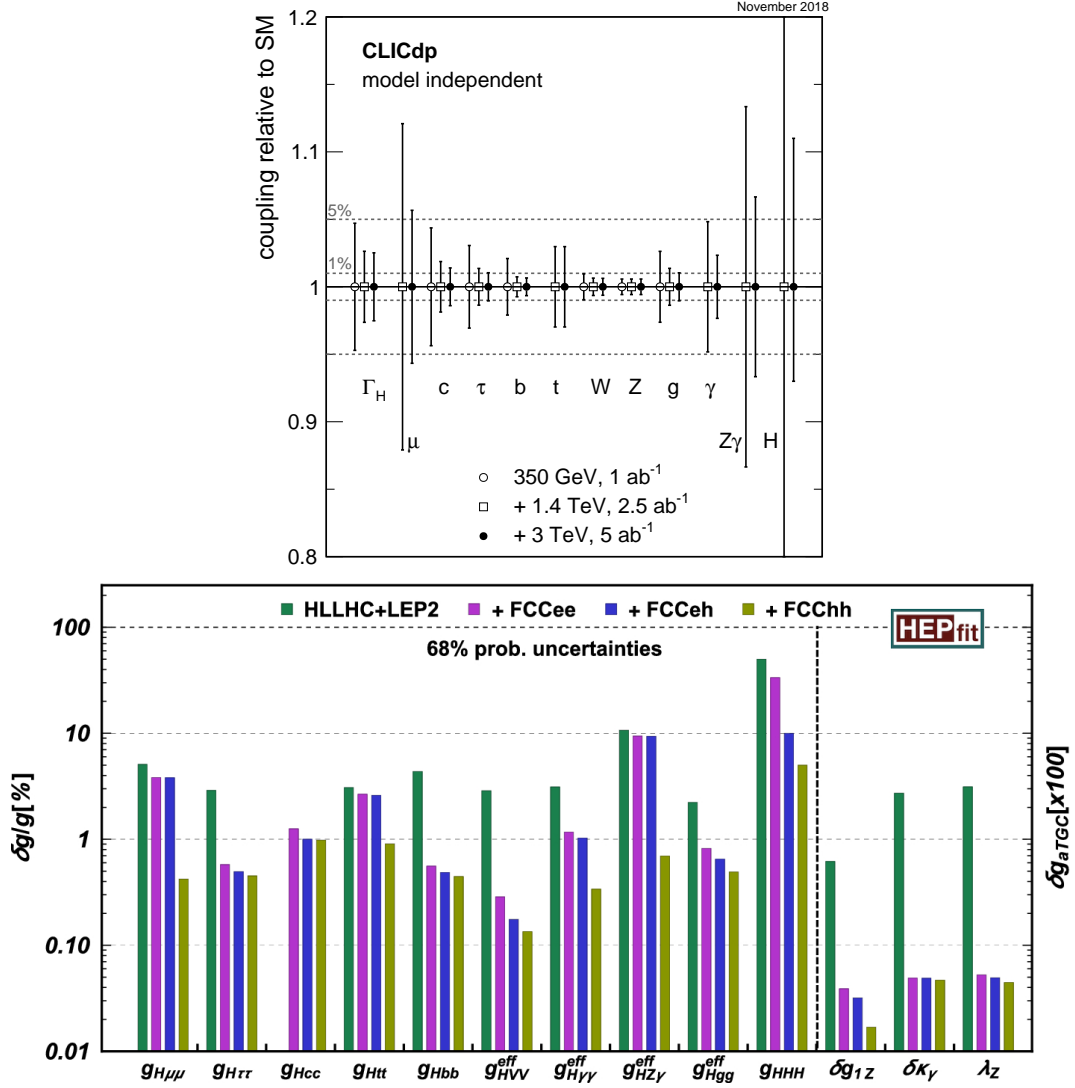 November 2018
1.2
CLICdp
model independent
coupling relative to SM
1.1
5%
1%
1
Γ_H c τ b t W Z g γ
0.9
μ Zγ H
350 GeV, 1 ab⁻¹
+ 1.4 TeV, 2.5 ab⁻¹
+ 3 TeV, 5 ab⁻¹
0.8
HLLHC+LEP2 + FCCee + FCCeh + FCChh
HEPfit
100
68% prob. uncertainties
10
δg/g[%]
δg_aTGC[x100]
1
0.10
0.01
g_Hμμ g_Hττ g_Hcc g_Htt g_Hbb g^eff_HVV g^eff_Hγγ g^eff_HZγ g^eff_Hgg g_HHH δg_1Z δκ_γ λ_Z